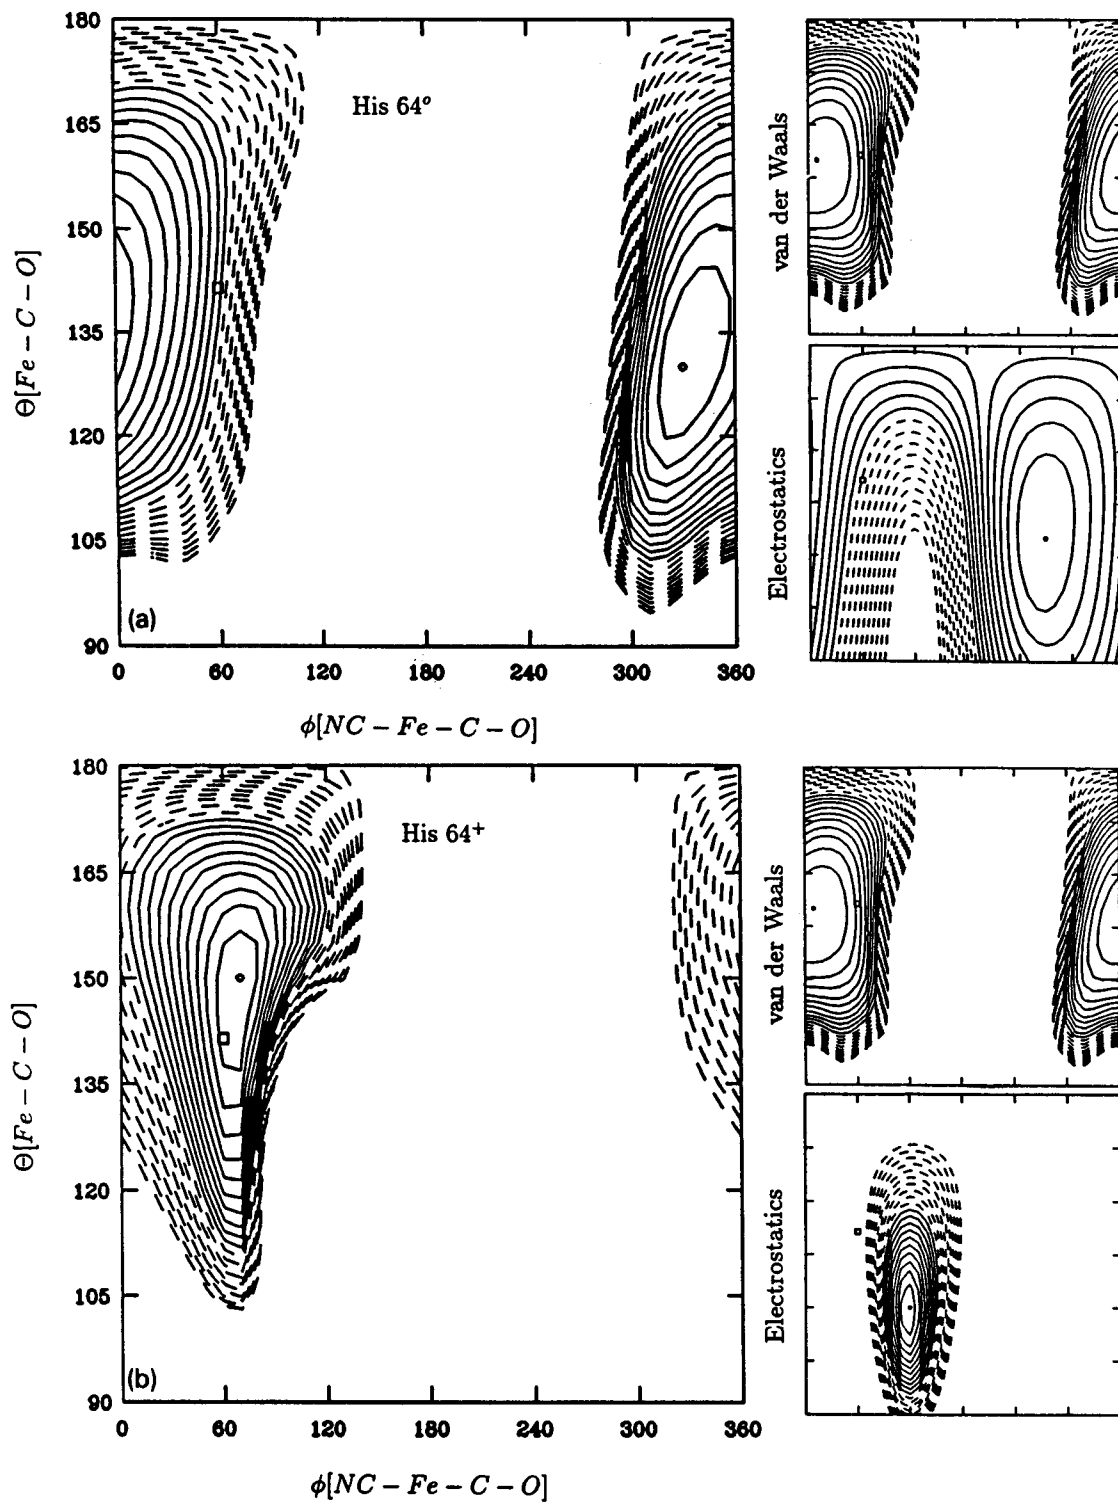 180
165
150
135
120
105
90
Θ[Fe − C − O]
His 64°
(a)
0 60 120 180 240 300 360
ϕ[NC − Fe − C − O]
van der Waals
Electrostatics
180
165
150
135
120
105
90
Θ[Fe − C − O]
His 64⁺
(b)
0 60 120 180 240 300 360
ϕ[NC − Fe − C − O]
van der Waals
Electrostatics